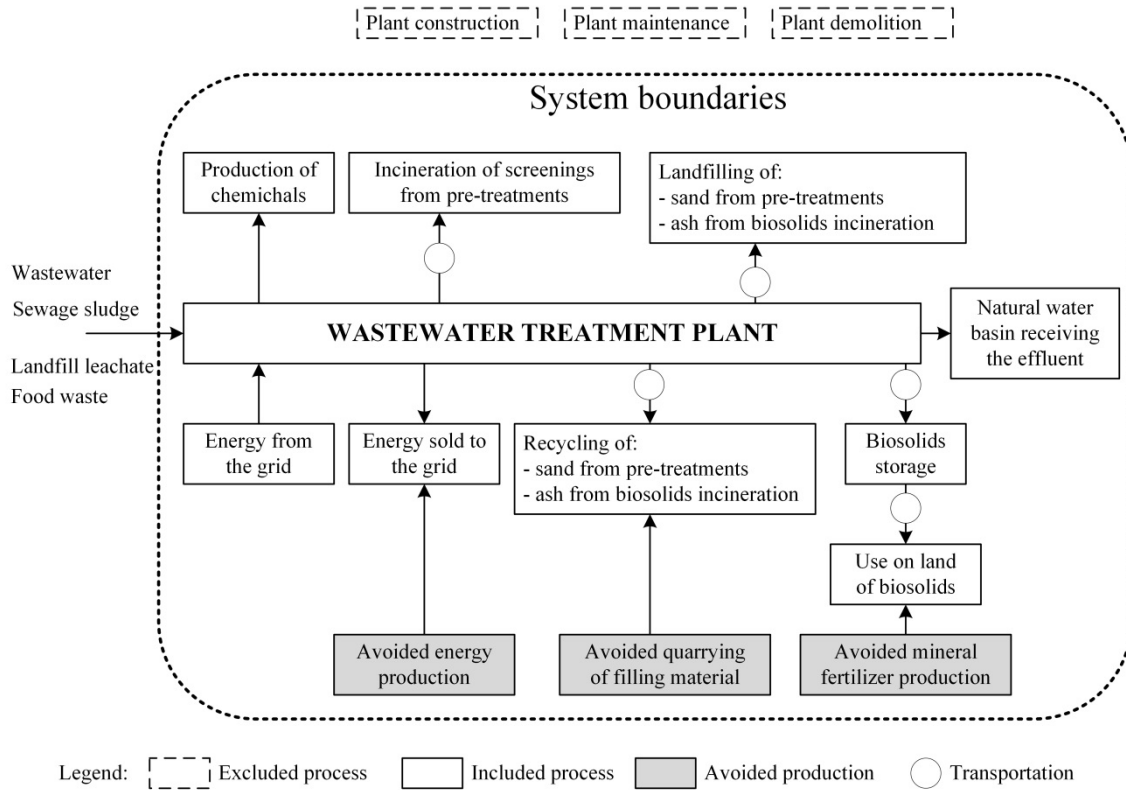 Plant construction
Plant maintenance
Plant demolition
System boundaries
Production of
chemichals
Incineration of screenings
from pre-treatments
Landfilling of:
- sand from pre-treatments
- ash from biosolids incineration
Wastewater
Sewage sludge
Landfill leachate
Food waste
WASTEWATER TREATMENT PLANT
Natural water
basin receiving
the effluent
Energy from
the grid
Energy sold to
the grid
Recycling of:
- sand from pre-treatments
- ash from biosolids incineration
Biosolids
storage
Use on land
of biosolids
Avoided energy
production
Avoided quarrying
of filling material
Avoided mineral
fertilizer production
Legend:
Excluded process
Included process
Avoided production
Transportation